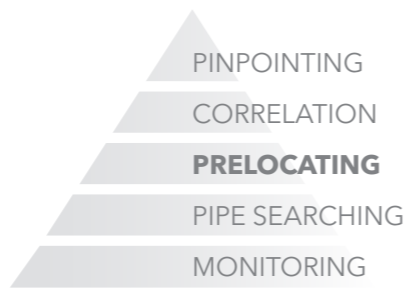 PINPOINTING
CORRELATION
PRELOCATING
PIPE SEARCHING
MONITORING